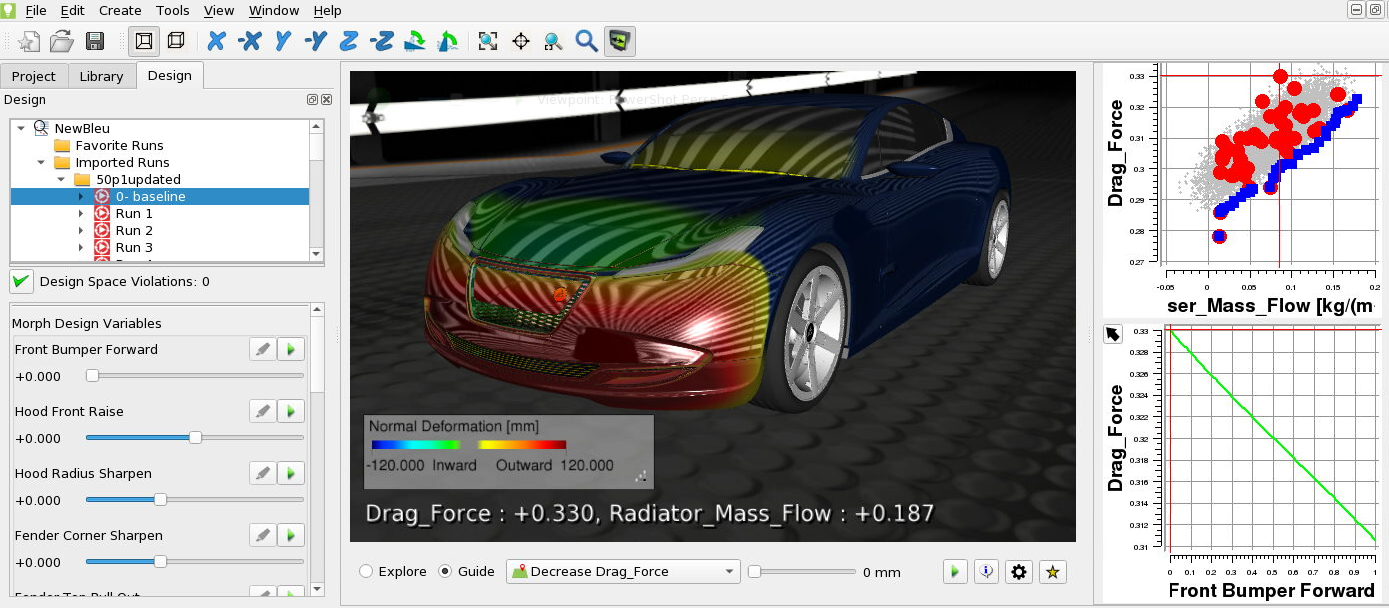 File Edit Create Tools View Window Help
X -X Y -Y Z -Z
Project Library Design
Design
NewBleu
Favorite Runs
Imported Runs
50p1updated
0- baseline
Run 1
Run 2
Run 3
Design Space Violations: 0
Morph Design Variables
Front Bumper Forward
+0.000
Hood Front Raise
+0.000
Hood Radius Sharpen
+0.000
Fender Corner Sharpen
+0.000
Fender Top Pull Out
Viewpoint: PowerShot Persp
Normal Deformation [mm]
-120.000 Inward Outward 120.000
Drag_Force : +0.330, Radiator_Mass_Flow : +0.187
Explore Guide Decrease Drag_Force 0 mm
Drag_Force
0.33
0.32
0.31
0.3
0.29
0.28
0.27
-0.05 0 0.05 0.1 0.15 0.2
ser_Mass_Flow [kg/(m·
Drag_Force
0.33
0.328
0.326
0.324
0.322
0.32
0.318
0.316
0.314
0.312
0.31
0 0.1 0.2 0.3 0.4 0.5 0.6 0.7 0.8 0.9 1
Front Bumper Forward